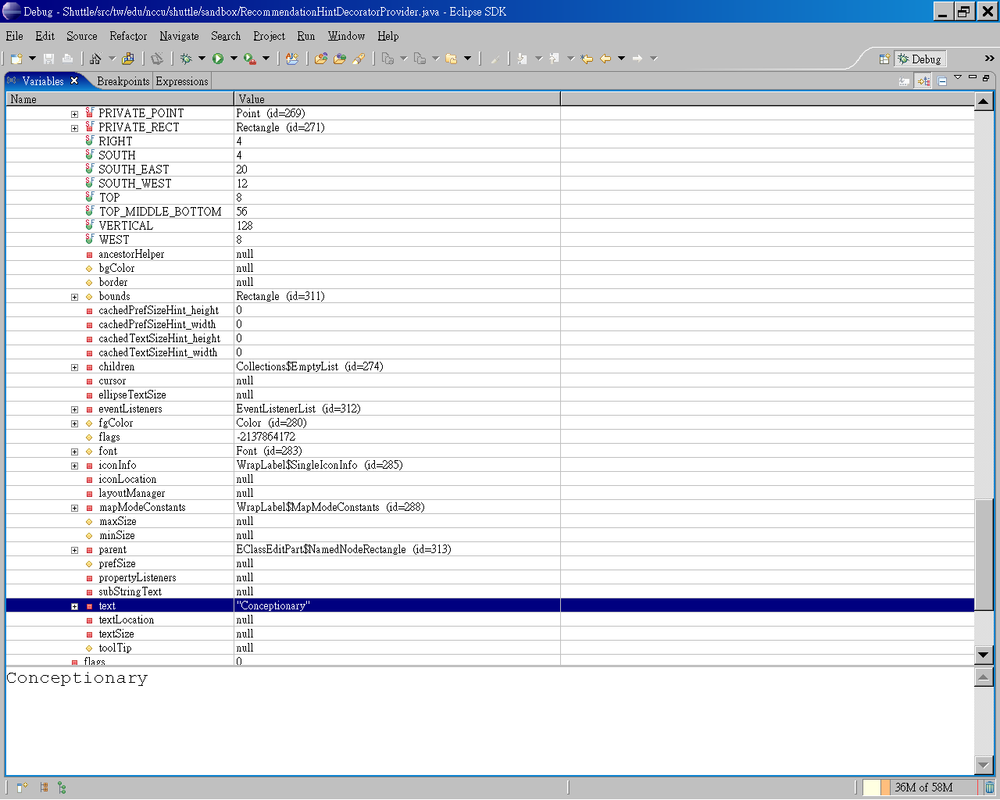 Debug - Shuttle/src/tw/edu/nccu/shuttle/sandbox/RecommendationHintDecoratorProvider.java - Eclipse SDK
File Edit Source Refactor Navigate Search Project Run Window Help
Debug
Variables Breakpoints Expressions
Name Value
PRIVATE_POINT Point (id=269)
PRIVATE_RECT Rectangle (id=271)
RIGHT 4
SOUTH 4
SOUTH_EAST 20
SOUTH_WEST 12
TOP 8
TOP_MIDDLE_BOTTOM 56
VERTICAL 128
WEST 8
ancestorHelper null
bgColor null
border null
bounds Rectangle (id=311)
cachedPrefSizeHint_height 0
cachedPrefSizeHint_width 0
cachedTextSizeHint_height 0
cachedTextSizeHint_width 0
children Collections$EmptyList (id=274)
cursor null
ellipseTextSize null
eventListeners EventListenerList (id=312)
fgColor Color (id=280)
flags -2137864172
font Font (id=283)
iconInfo WrapLabel$SingleIconInfo (id=285)
iconLocation null
layoutManager null
mapModeConstants WrapLabel$MapModeConstants (id=288)
maxSize null
minSize null
parent EClassEditPart$NamedNodeRectangle (id=313)
prefSize null
propertyListeners null
subStringText null
text "Conceptionary"
textLocation null
textSize null
toolTip null
flags 0
Conceptionary
36M of 58M